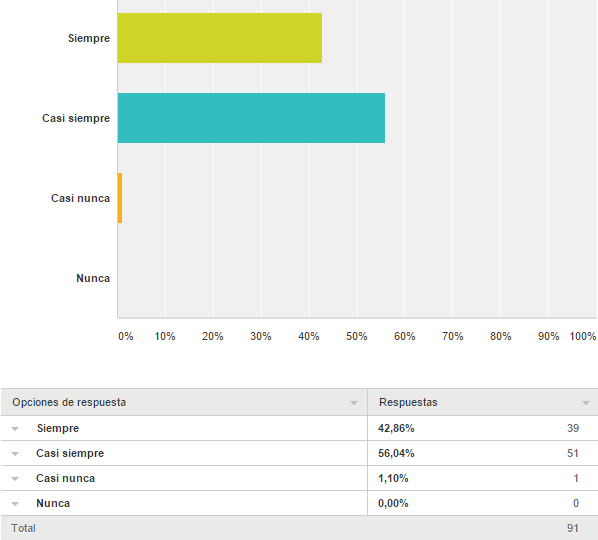 Siempre
Casi siempre
Casi nunca
Nunca
0% 10% 20% 30% 40% 50% 60% 70% 80% 90% 100%
Opciones de respuesta Respuestas
Siempre 42,86% 39
Casi siempre 56,04% 51
Casi nunca 1,10% 1
Nunca 0,00% 0
Total 91